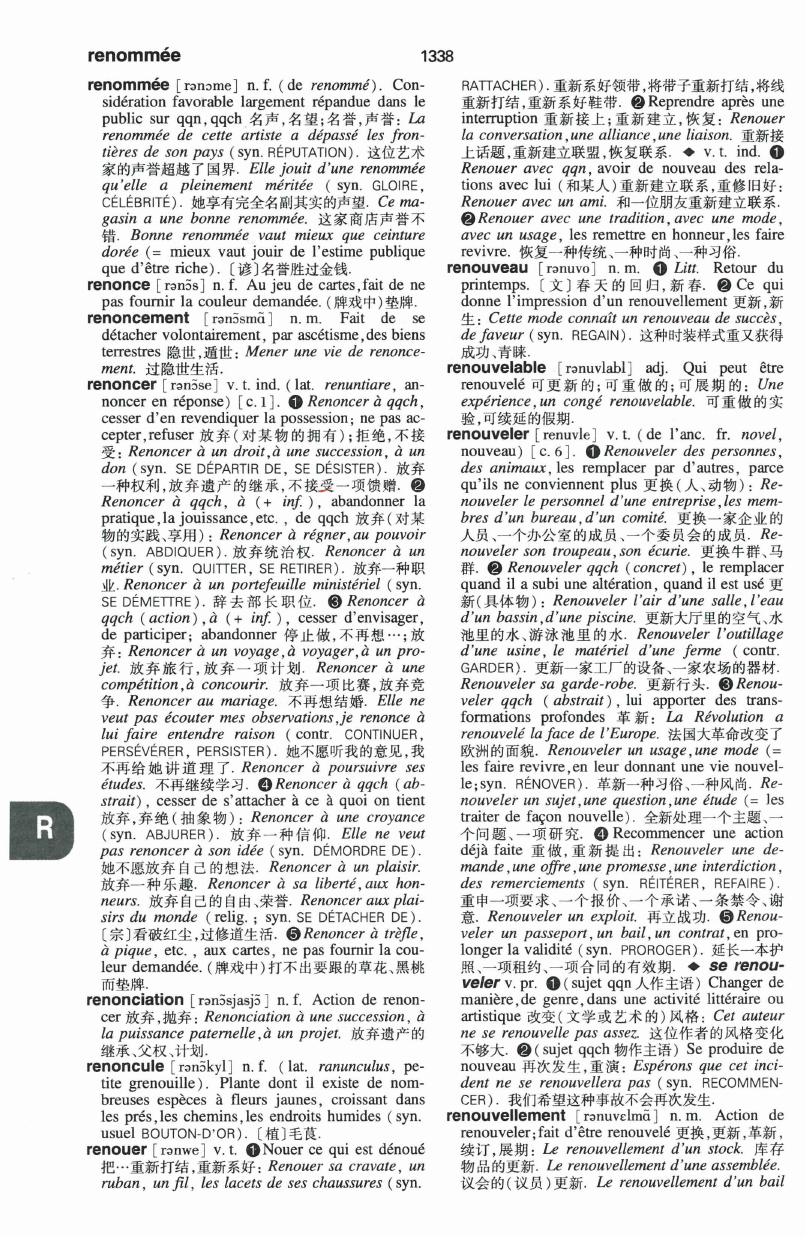 renommée
1338
renommée [rənɔme] n. f. (de renommé). Con-
sidération favorable largement répandue dans le
public sur qqn,qqch 名声,名望;名誉,声誉: La
renommée de cette artiste a dépassé les fron-
tières de son pays (syn. RÉPUTATION). 这位艺术
家的声誉超越了国界. Elle jouit d'une renommée
qu'elle a pleinement méritée (syn. GLOIRE,
CÉLÉBRITÉ). 她享有完全名副其实的声望. Ce ma-
gasin a une bonne renommée. 这家商店声誉不
错. Bonne renommée vaut mieux que ceinture
dorée (= mieux vaut jouir de l'estime publique
que d'être riche). 〔谚〕名誉胜过金钱.
renonce [rənɔ̃s] n. f. Au jeu de cartes,fait de ne
pas fournir la couleur demandée. (牌戏中)垫牌.
renoncement [rənɔ̃smɑ̃] n. m. Fait de se
détacher volontairement, par ascétisme,des biens
terrestres 隐世,遁世: Mener une vie de renonce-
ment. 过隐世生活.
renoncer [rənɔ̃se] v. t. ind. (lat. renuntiare, an-
noncer en réponse) [c. 1]. ❶ Renoncer à qqch,
cesser d'en revendiquer la possession; ne pas ac-
cepter,refuser 放弃(对某物的拥有);拒绝,不接
受: Renoncer à un droit,à une succession, à un
don (syn. SE DÉPARTIR DE, SE DÉSISTER). 放弃
一种权利,放弃遗产的继承,不接受一项馈赠. ❷
Renoncer à qqch, à (+ inf.), abandonner la
pratique,la jouissance,etc., de qqch 放弃(对某
物的实践、享用): Renoncer à régner,au pouvoir
(syn. ABDIQUER). 放弃统治权. Renoncer à un
métier (syn. QUITTER, SE RETIRER). 放弃一种职
业. Renoncer à un portefeuille ministériel (syn.
SE DÉMETTRE). 辞去部长职位. ❸ Renoncer à
qqch (action),à (+ inf.), cesser d'envisager,
de participer; abandonner 停止做,不再想…;放
弃: Renoncer à un voyage,à voyager,à un pro-
jet. 放弃旅行,放弃一项计划. Renoncer à une
compétition,à concourir. 放弃一项比赛,放弃竞
争. Renoncer au mariage. 不再想结婚. Elle ne
veut pas écouter mes observations,je renonce à
lui faire entendre raison (contr. CONTINUER,
PERSÉVÉRER, PERSISTER). 她不愿听我的意见,我
不再给她讲道理了. Renoncer à poursuivre ses
études. 不再继续学习. ❹ Renoncer à qqch (ab-
strait), cesser de s'attacher à ce à quoi on tient
放弃,弃绝(抽象物): Renoncer à une croyance
(syn. ABJURER). 放弃一种信仰. Elle ne veut
pas renoncer à son idée (syn. DÉMORDRE DE).
她不愿放弃自己的想法. Renoncer à un plaisir.
放弃一种乐趣. Renoncer à sa liberté,aux hon-
neurs. 放弃自己的自由、荣誉. Renoncer aux plai-
sirs du monde (relig.; syn. SE DÉTACHER DE).
〔宗〕看破红尘,过修道生活. ❺ Renoncer à trèfle,
à pique, etc., aux cartes, ne pas fournir la cou-
leur demandée. (牌戏中)打不出要跟的草花、黑桃
而垫牌.
renonciation [rənɔ̃sjasjɔ̃] n. f. Action de renon-
cer 放弃,抛弃: Renonciation à une succession, à
la puissance paternelle,à un projet. 放弃遗产的
继承、父权、计划.
renoncule [rənɔ̃kyl] n. f. (lat. ranunculus, pe-
tite grenouille). Plante dont il existe de nom-
breuses espèces à fleurs jaunes, croissant dans
les prés,les chemins,les endroits humides (syn.
usuel BOUTON-D'OR). 〔植〕毛茛.
renouer [rənwe] v. t. ❶ Nouer ce qui est dénoué
把…重新打结,重新系好: Renouer sa cravate, un
ruban, un fil, les lacets de ses chaussures (syn.
RATTACHER). 重新系好领带,将带子重新打结,将线
重新打结,重新系好鞋带. ❷ Reprendre après une
interruption 重新接上;重新建立,恢复: Renouer
la conversation,une alliance,une liaison. 重新接
上话题,重新建立联盟,恢复联系. ◆ v. t. ind. ❶
Renouer avec qqn, avoir de nouveau des rela-
tions avec lui (和某人)重新建立联系,重修旧好:
Renouer avec un ami. 和一位朋友重新建立联系.
❷ Renouer avec une tradition, avec une mode,
avec un usage, les remettre en honneur,les faire
revivre. 恢复一种传统、一种时尚、一种习俗.
renouveau [rənuvo] n. m. ❶ Litt. Retour du
printemps. 〔文〕春天的回归,新春. ❷ Ce qui
donne l'impression d'un renouvellement 更新,新
生: Cette mode connaît un renouveau de succès,
de faveur (syn. REGAIN). 这种时装样式重又获得
成功、青睐.
renouvelable [rənuvlabl] adj. Qui peut être
renouvelé 可更新的;可重做的;可展期的: Une
expérience,un congé renouvelable. 可重做的实
验,可续延的假期.
renouveler [renuvle] v. t. (de l'anc. fr. novel,
nouveau) [c. 6]. ❶ Renouveler des personnes,
des animaux, les remplacer par d'autres, parce
qu'ils ne conviennent plus 更换(人、动物): Re-
nouveler le personnel d'une entreprise,les mem-
bres d'un bureau,d'un comité. 更换一家企业的
人员、一个办公室的成员、一个委员会的成员. Re-
nouveler son troupeau,son écurie. 更换牛群、马
群. ❷ Renouveler qqch (concret), le remplacer
quand il a subi une altération, quand il est usé 更
新(具体物): Renouveler l'air d'une salle,l'eau
d'un bassin,d'une piscine. 更新大厅里的空气、水
池里的水、游泳池里的水. Renouveler l'outillage
d'une usine, le matériel d'une ferme (contr.
GARDER). 更新一家工厂的设备、一家农场的器材.
Renouveler sa garde-robe. 更新行头. ❸ Renou-
veler qqch (abstrait), lui apporter des trans-
formations profondes 革新: La Révolution a
renouvelé la face de l'Europe. 法国大革命改变了
欧洲的面貌. Renouveler un usage,une mode (=
les faire revivre,en leur donnant une vie nouvel-
le;syn. RÉNOVER). 革新一种习俗、一种风尚. Re-
nouveler un sujet,une question,une étude (= les
traiter de façon nouvelle). 全新处理一个主题、一
个问题、一项研究. ❹ Recommencer une action
déjà faite 重做,重新提出: Renouveler une de-
mande,une offre,une promesse,une interdiction,
des remerciements (syn. RÉITÉRER, REFAIRE).
重申一项要求、一个报价、一个承诺、一条禁令、谢
意. Renouveler un exploit. 再立战功. ❺ Renou-
veler un passeport, un bail, un contrat, en pro-
longer la validité (syn. PROROGER). 延长一本护
照、一项租约、一项合同的有效期. ◆ se renou-
veler v. pr. ❶ (sujet qqn 人作主语) Changer de
manière,de genre,dans une activité littéraire ou
artistique 改变(文学或艺术的)风格: Cet auteur
ne se renouvelle pas assez. 这位作者的风格变化
不够大. ❷ (sujet qqch 物作主语) Se produire de
nouveau 再次发生,重演: Espérons que cet inci-
dent ne se renouvellera pas (syn. RECOMMEN-
CER). 我们希望这种事故不会再次发生.
renouvellement [rənuvɛlmɑ̃] n. m. Action de
renouveler;fait d'être renouvelé 更换,更新,革新,
续订,展期: Le renouvellement d'un stock. 库存
物品的更新. Le renouvellement d'une assemblée.
议会的(议员)更新. Le renouvellement d'un bail
R